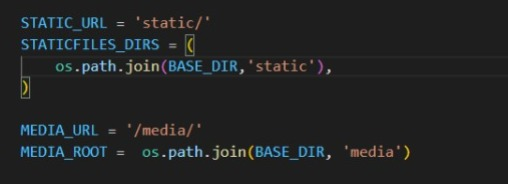 STATIC_URL = 'static/'
STATICFILES_DIRS = (
    os.path.join(BASE_DIR,'static'),
)
MEDIA_URL = '/media/'
MEDIA_ROOT =  os.path.join(BASE_DIR, 'media')